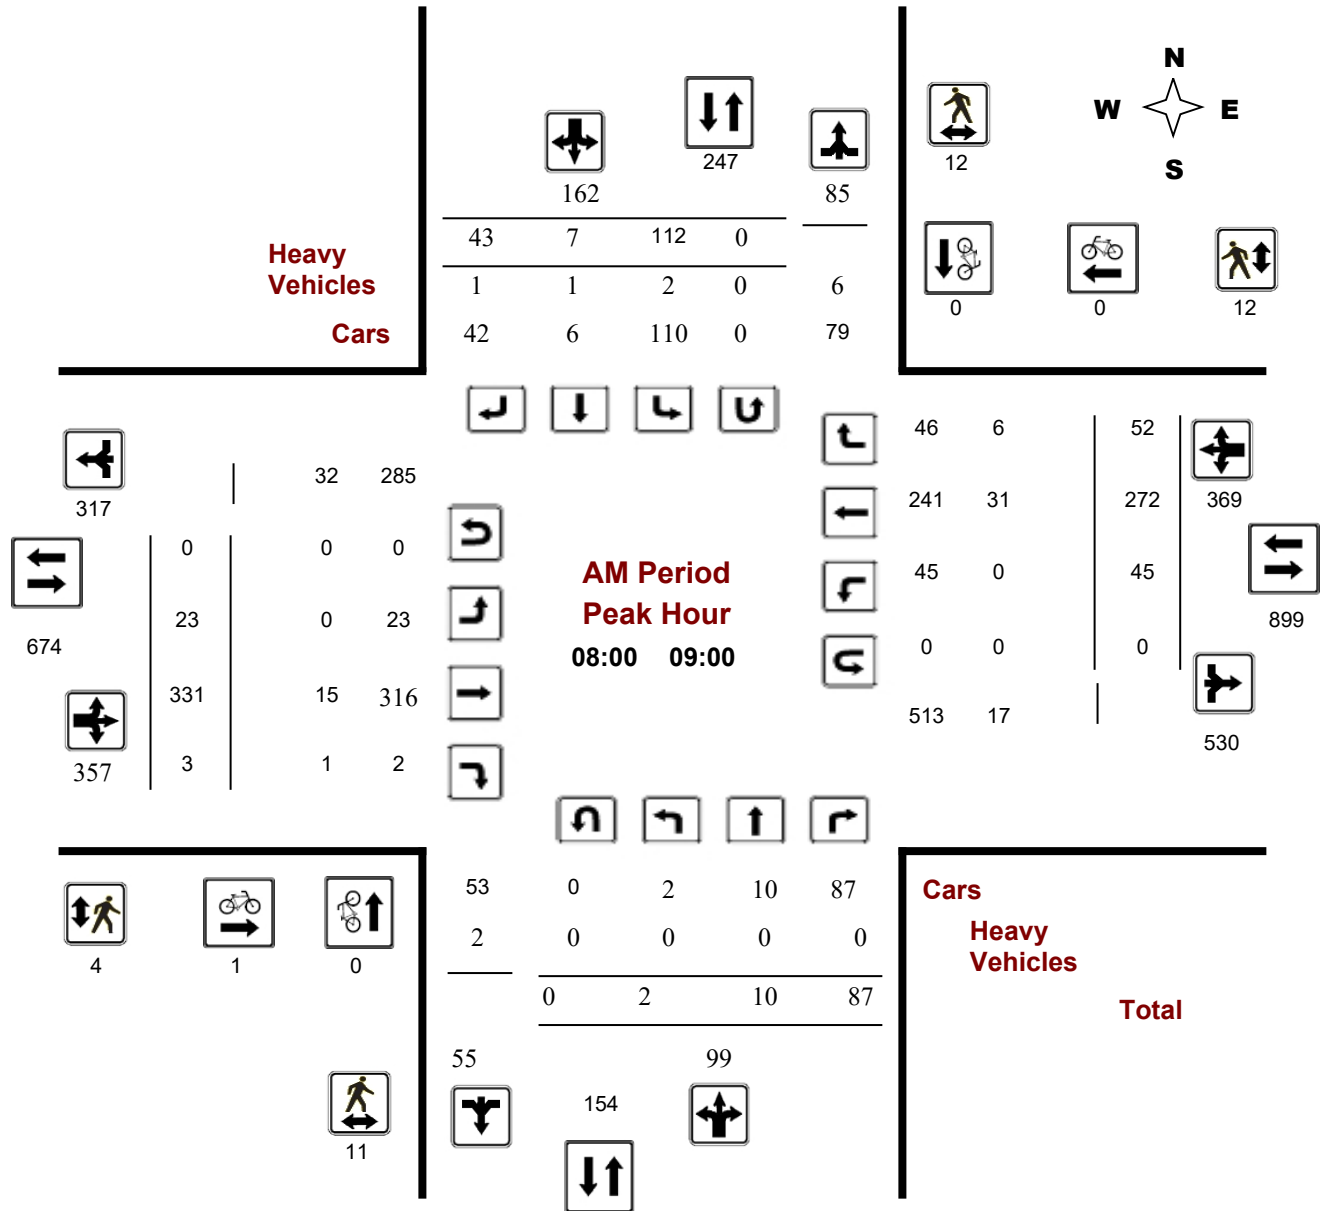 N
W E
S
247
12
162 85
43 7 112 0
Heavy
Vehicles
1 1 2 0 6
0 0 12
Cars
42 6 110 0 79
46 6 52
32 285
317
241 31 272 369
0 0 0
AM Period
45 0 45
Peak Hour
23 0 23
899
674
08:00 09:00
0 0 0
331 15 316
513 17
530
357
3 1 2
53 0 2 10 87
Cars
2 0 0 0 0
Heavy
Vehicles
4 1 0
0 2 10 87
Total
55 99
154
11